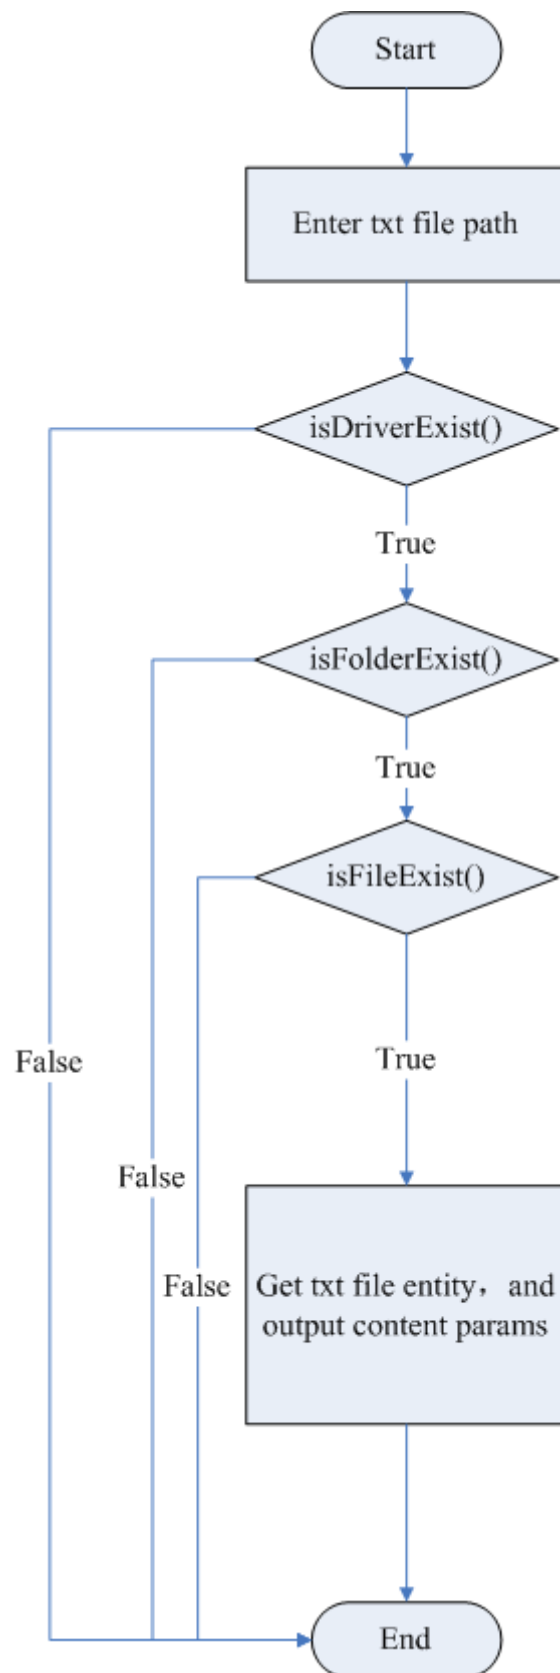 Start
Enter txt file path
isDriverExist()
True
isFolderExist()
True
isFileExist()
True
False
False
False
Get txt file entity，and
output content params
End